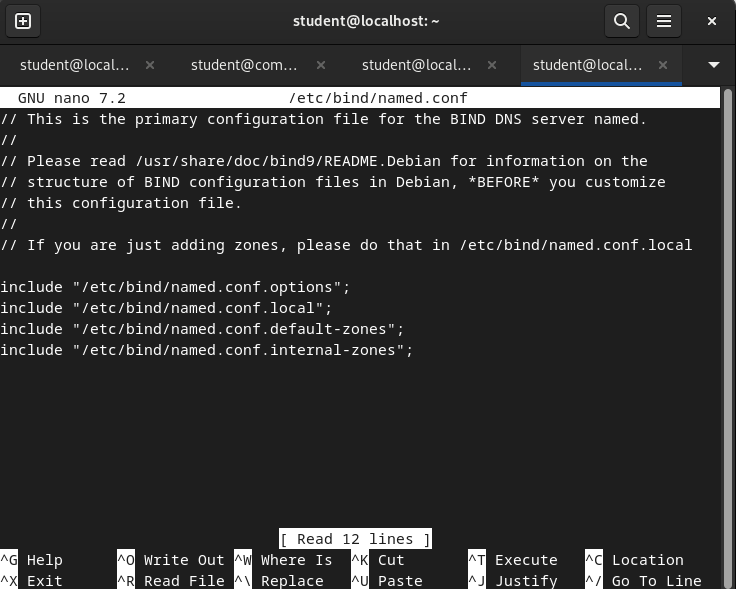 student@localhost: ~
student@local... student@com... student@local... student@local...
GNU nano 7.2 /etc/bind/named.conf
// This is the primary configuration file for the BIND DNS server named.
//
// Please read /usr/share/doc/bind9/README.Debian for information on the
// structure of BIND configuration files in Debian, *BEFORE* you customize
// this configuration file.
//
// If you are just adding zones, please do that in /etc/bind/named.conf.local
include "/etc/bind/named.conf.options";
include "/etc/bind/named.conf.local";
include "/etc/bind/named.conf.default-zones";
include "/etc/bind/named.conf.internal-zones";
[ Read 12 lines ]
^G Help ^O Write Out ^W Where Is ^K Cut ^T Execute ^C Location
^X Exit ^R Read File ^\ Replace ^U Paste ^J Justify ^/ Go To Line